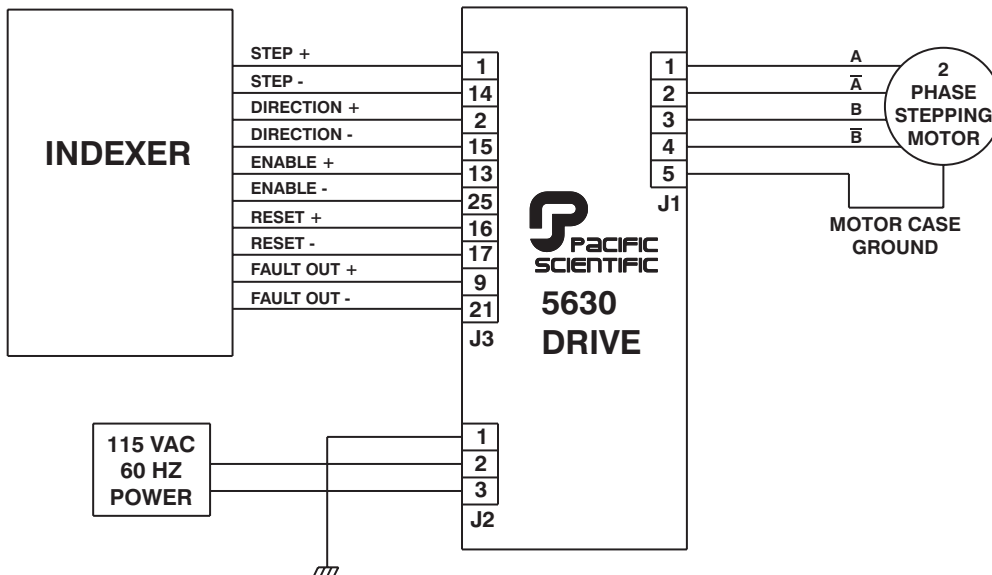 INDEXER
STEP +
STEP -
DIRECTION +
DIRECTION -
ENABLE +
ENABLE -
RESET +
RESET -
FAULT OUT +
FAULT OUT -
1
14
2
15
13
25
16
17
9
21
J3
PACIFIC
SCIENTIFIC
5630
DRIVE
1
2
3
4
5
J1
A
A̅
B
B̅
2
PHASE
STEPPING
MOTOR
MOTOR CASE
GROUND
115 VAC
60 HZ
POWER
1
2
3
J2